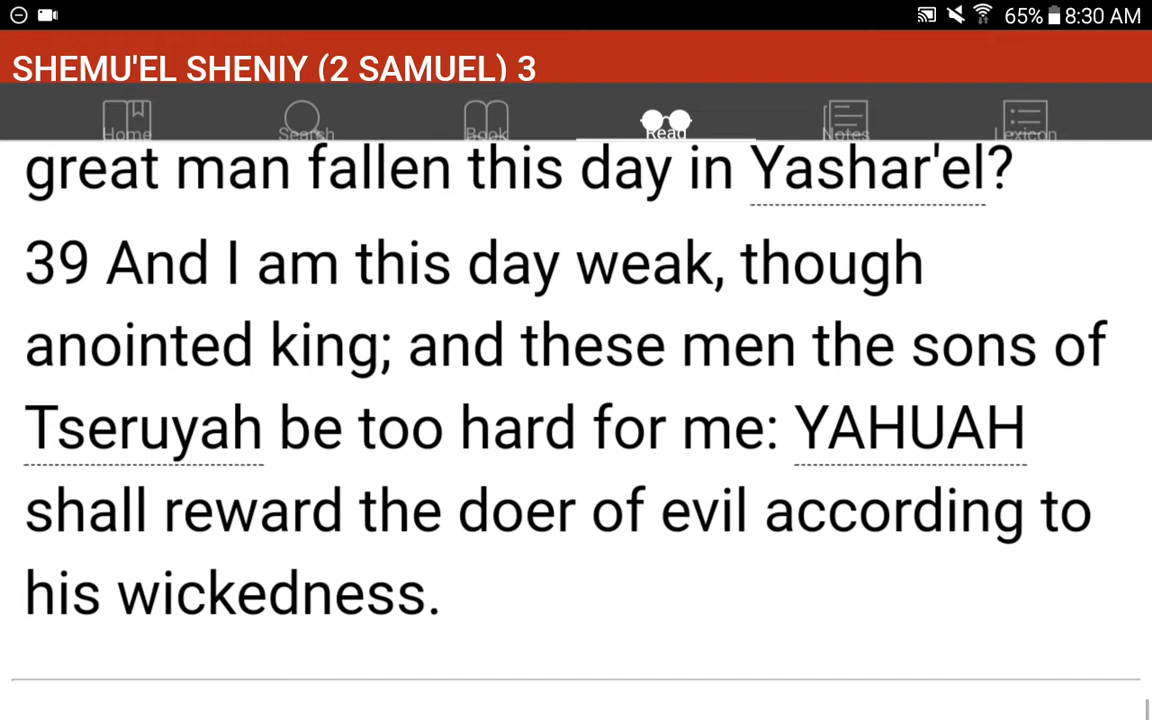 65% 8:30 AM
SHEMU'EL SHENIY (2 SAMUEL) 3
Home Search Book Read Notes Lexicon
great man fallen this day in Yashar'el?
39 And I am this day weak, though
anointed king; and these men the sons of
Tseruyah be too hard for me: YAHUAH
shall reward the doer of evil according to
his wickedness.